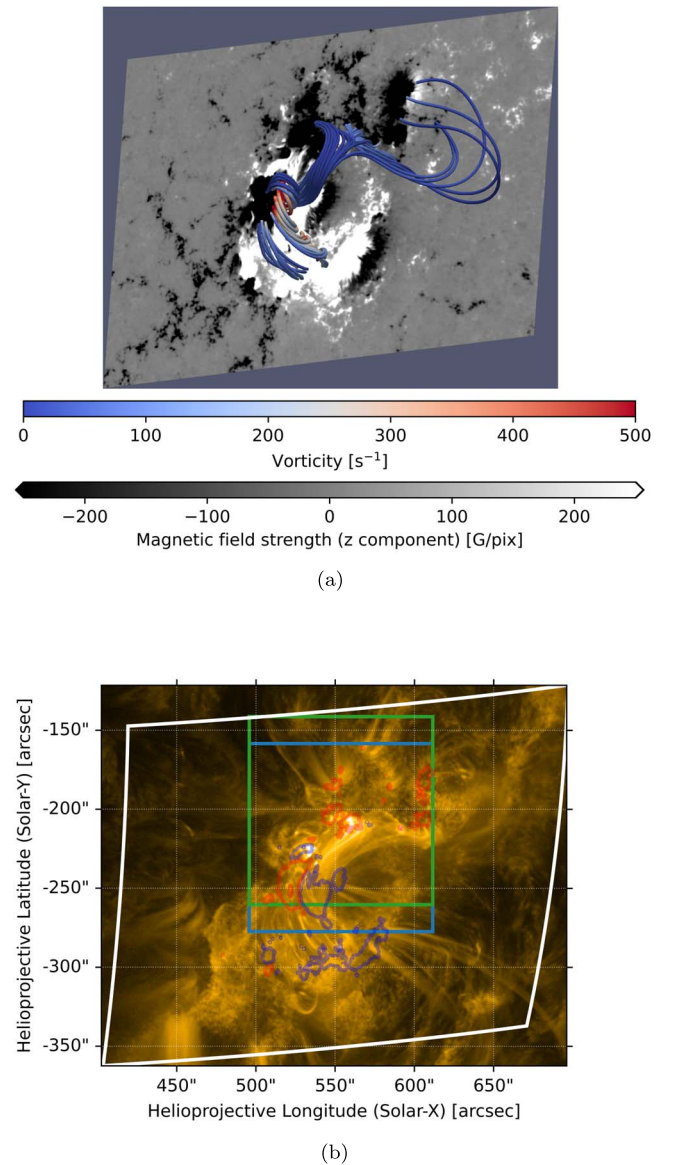 0 100 200 300 400 500
Vorticity [s⁻¹]
−200 −100 0 100 200
Magnetic field strength (z component) [G/pix]
(a)
Helioprojective Latitude (Solar-Y) [arcsec]
-150"
-200"
-250"
-300"
-350"
450" 500" 550" 600" 650"
Helioprojective Longitude (Solar-X) [arcsec]
(b)